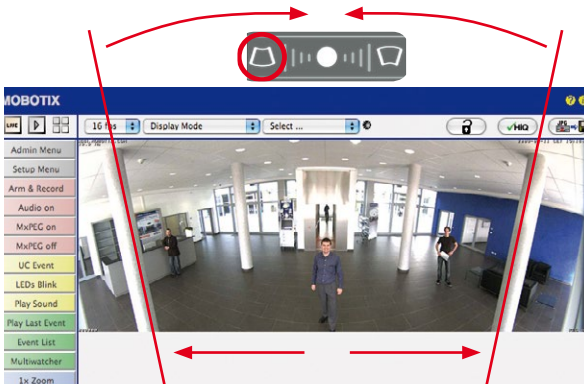 MOBOTIX
LIVE
16 fps Display Mode Select ... HiQ
Admin Menu
Setup Menu
Arm & Record
Audio on
MxPEG on
MxPEG off
UC Event
LEDs Blink
Play Sound
Play Last Event
Event List
Multiwatcher
1x Zoom